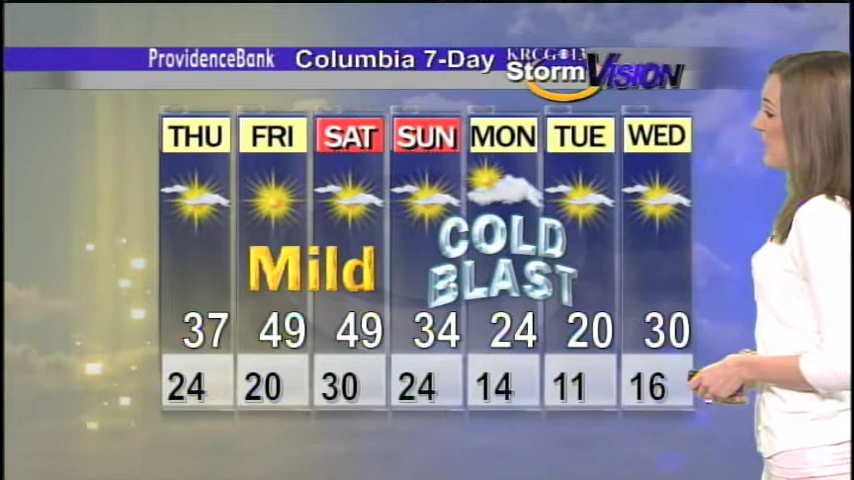 ProvidenceBank Columbia 7-Day KRCG 13
StormVISION
THU FRI SAT SUN MON TUE WED
Mild COLD
BLAST
37 49 49 34 24 20 30
24 20 30 24 14 11 16